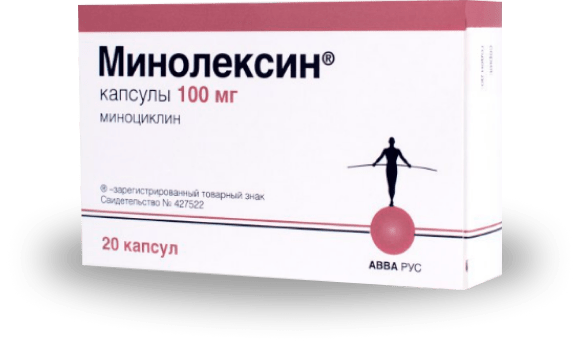 Минолексин®
капсулы 100 мг
миноциклин
® -зарегистрированный товарный знак
Свидетельство № 427522
20 капсул
АВВА РУС